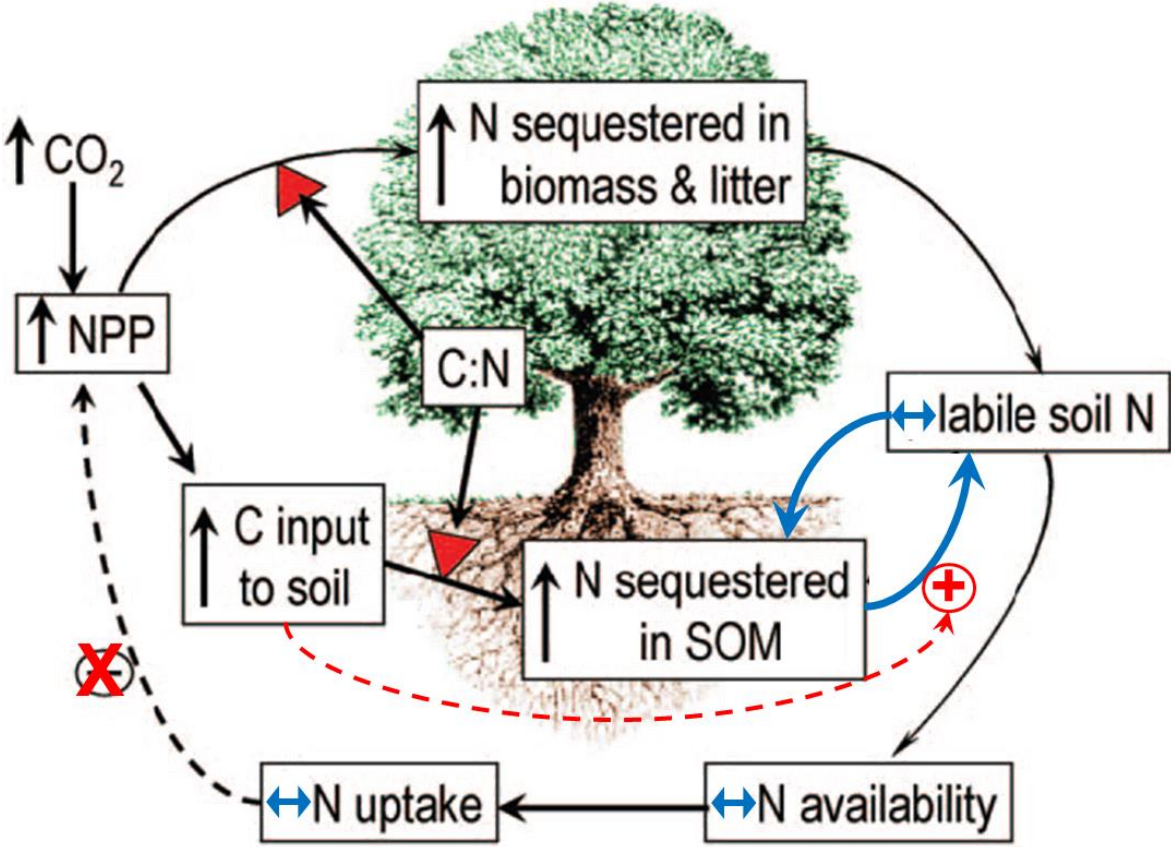 ↑ CO₂
↑ N sequestered in
biomass & litter
↑ NPP
C:N
↔ labile soil N
↑ C input
to soil
↑ N sequestered
in SOM
+
X
↔ N uptake
↔ N availability